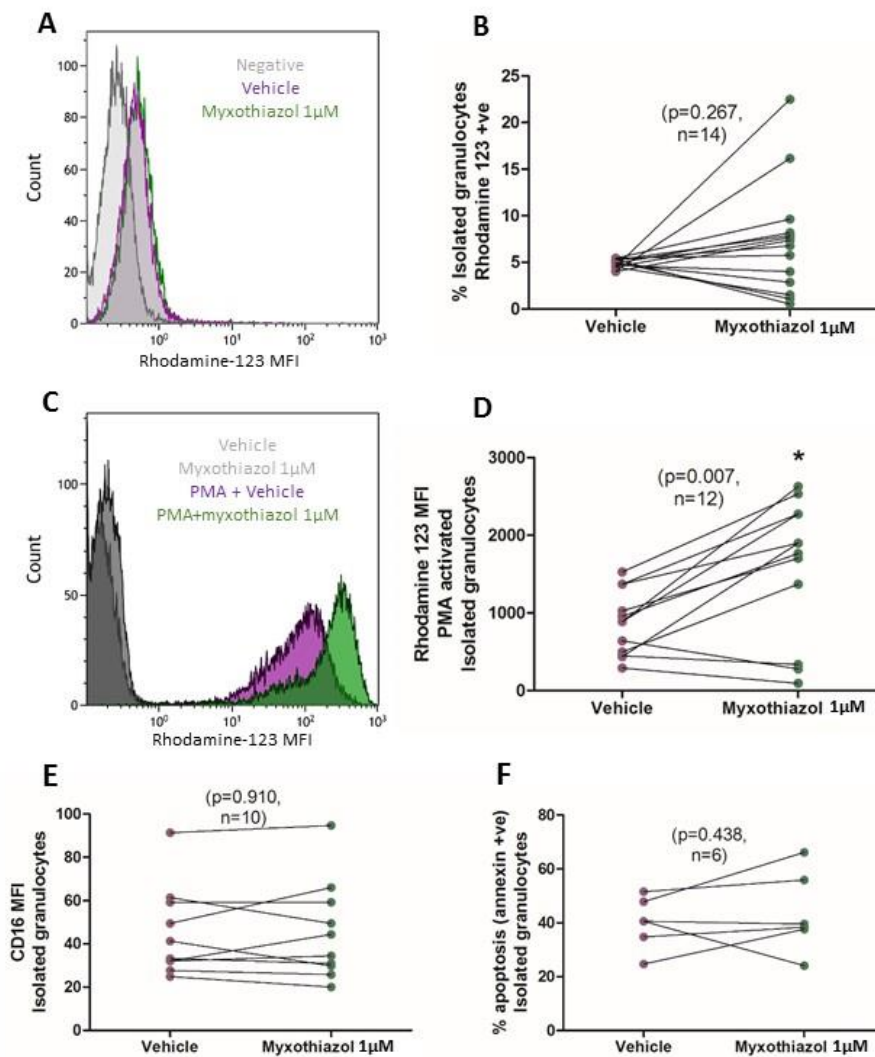 A
Negative
Vehicle
Myxothiazol 1µM
Count
100
80
60
40
20
0
10⁰
10¹
10²
10³
Rhodamine-123 MFI
B
(p=0.267,
n=14)
% Isolated granulocytes
Rhodamine 123 +ve
25
20
15
10
5
0
Vehicle
Myxothiazol 1µM
C
Vehicle
Myxothiazol 1µM
PMA + Vehicle
PMA+myxothiazol 1µM
Count
100
50
0
10⁰
10¹
10²
10³
Rhodamine-123 MFI
D
*
(p=0.007,
n=12)
Rhodamine 123 MFI
PMA activated
Isolated granulocytes
3000
2000
1000
0
Vehicle
Myxothiazol 1µM
E
(p=0.910,
n=10)
CD16 MFI
Isolated granulocytes
100
80
60
40
20
0
Vehicle
Myxothiazol 1µM
F
(p=0.438,
n=6)
% apoptosis (annexin +ve)
Isolated granulocytes
80
60
40
20
0
Vehicle
Myxothiazol 1µM